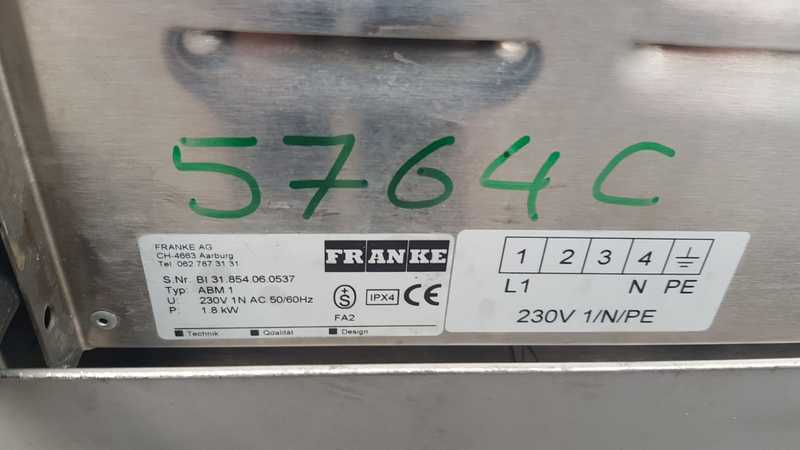 5764C
FRANKE AG
CH-4663 Aarburg
Tel. 062 787 31 31
FRANKE
S.Nr. BI 31.854.06.0537
Typ: ABM 1
U: 230V 1N AC 50/60Hz
P: 1.8 kW
S
IPX4 CE
FA2
Technik Qualität Design
1 2 3 4
L1 N PE
230V 1/N/PE